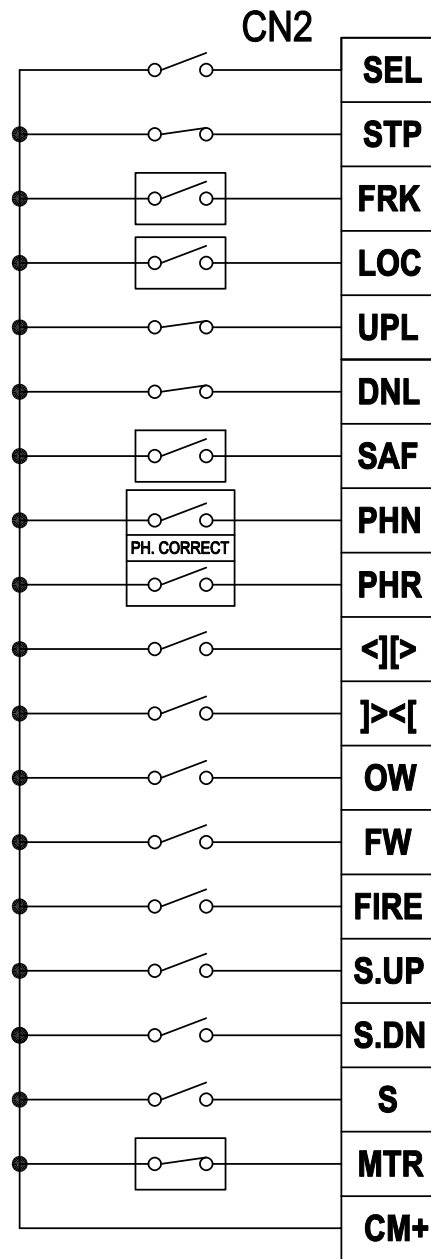 CN2
SEL
STP
FRK
LOC
UPL
DNL
SAF
PHN
PH. CORRECT
PHR
<][>
]><[
OW
FW
FIRE
S.UP
S.DN
S
MTR
CM+